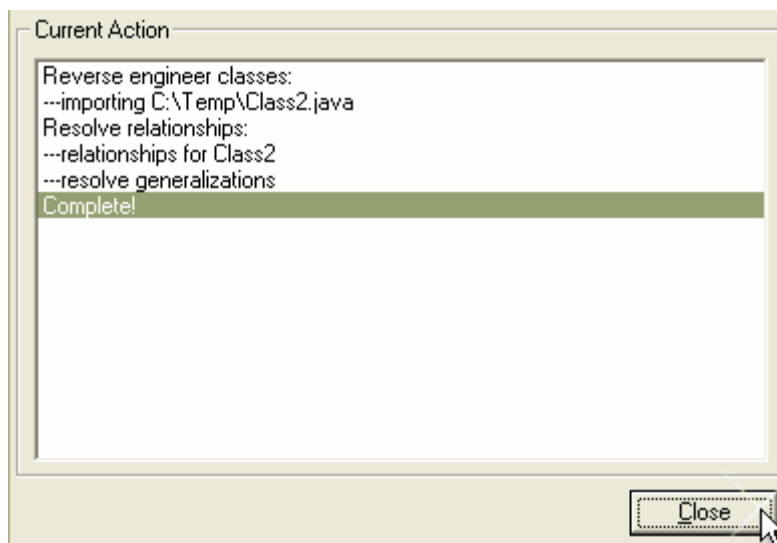 Current Action
Reverse engineer classes:
---importing C:\Temp\Class2.java
Resolve relationships:
---relationships for Class2
---resolve generalizations
Complete!
Close